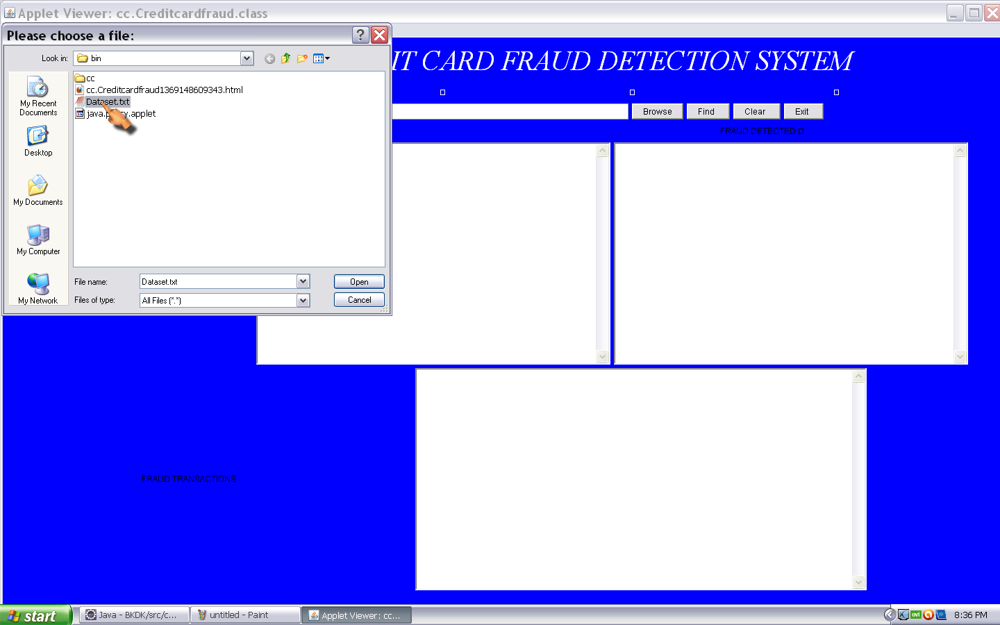 Applet Viewer: cc.Creditcardfraud.class
Please choose a file:
Look in:
bin
cc
cc.Creditcardfraud1369148609343.html
Dataset.txt
My Recent
Documents
Desktop
My Documents
My Computer
My Network
File name:
Dataset.txt
Open
Files of type:
All Files (*.*)
Cancel
IT CARD FRAUD DETECTION SYSTEM
Browse
Find
Clear
Exit
FRAUD DETECTED
FRAUD TRANSACTIONS
start
Java - BKDK/src/c...
untitled - Paint
Applet Viewer: cc...
ovi
8:36 PM